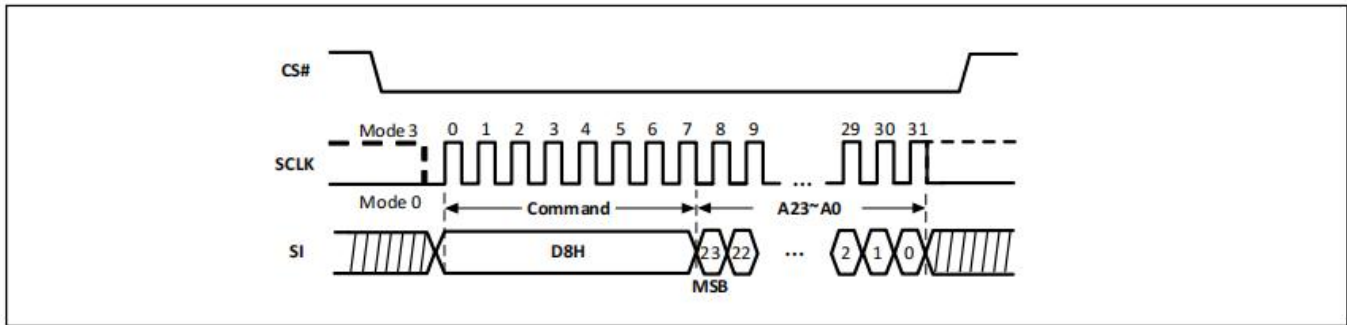 CS#
Mode 3 0 1 2 3 4 5 6 7 8 9 29 30 31
SCLK ...
Mode 0 Command A23~A0
SI D8H 23 22 ... 2 1 0
MSB